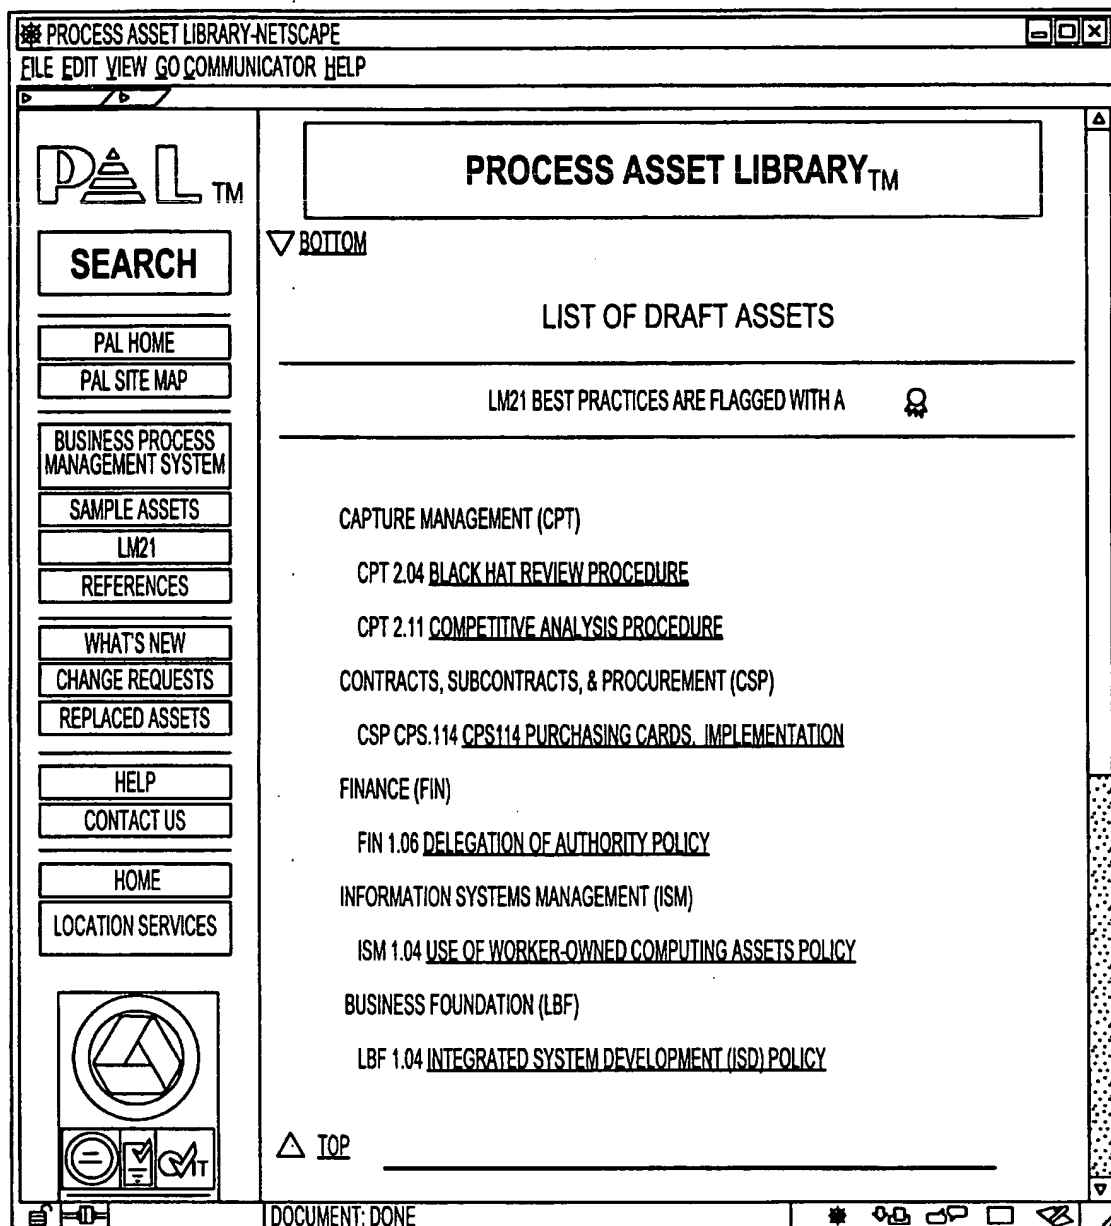 PROCESS ASSET LIBRARY-NETSCAPE
FILE EDIT VIEW GO COMMUNICATOR HELP
PAL TM
SEARCH
PAL HOME
PAL SITE MAP
BUSINESS PROCESS
MANAGEMENT SYSTEM
SAMPLE ASSETS
LM21
REFERENCES
WHAT'S NEW
CHANGE REQUESTS
REPLACED ASSETS
HELP
CONTACT US
HOME
LOCATION SERVICES
IT
PROCESS ASSET LIBRARY TM
BOTTOM
LIST OF DRAFT ASSETS
LM21 BEST PRACTICES ARE FLAGGED WITH A
CAPTURE MANAGEMENT (CPT)
CPT 2.04 BLACK HAT REVIEW PROCEDURE
CPT 2.11 COMPETITIVE ANALYSIS PROCEDURE
CONTRACTS, SUBCONTRACTS, & PROCUREMENT (CSP)
CSP CPS.114 CPS114 PURCHASING CARDS. IMPLEMENTATION
FINANCE (FIN)
FIN 1.06 DELEGATION OF AUTHORITY POLICY
INFORMATION SYSTEMS MANAGEMENT (ISM)
ISM 1.04 USE OF WORKER-OWNED COMPUTING ASSETS POLICY
BUSINESS FOUNDATION (LBF)
LBF 1.04 INTEGRATED SYSTEM DEVELOPMENT (ISD) POLICY
TOP
DOCUMENT: DONE